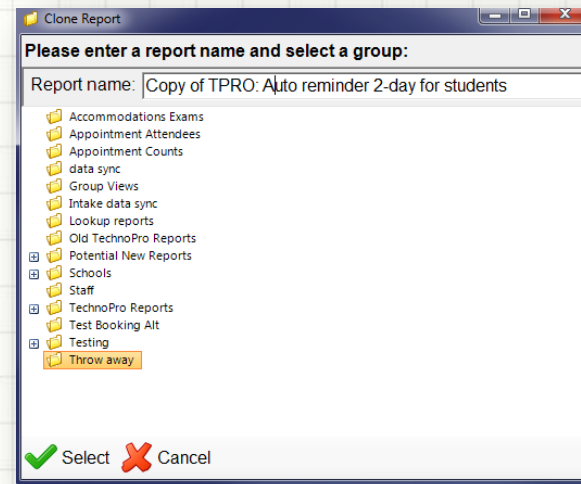 Clone Report
Please enter a report name and select a group:
Report name: Copy of TPRO: Auto reminder 2-day for students
Accommodations Exams
Appointment Attendees
Appointment Counts
data sync
Group Views
Intake data sync
Lookup reports
Old TechnoPro Reports
Potential New Reports
Schools
Staff
TechnoPro Reports
Test Booking Alt
Testing
Throw away
Select Cancel